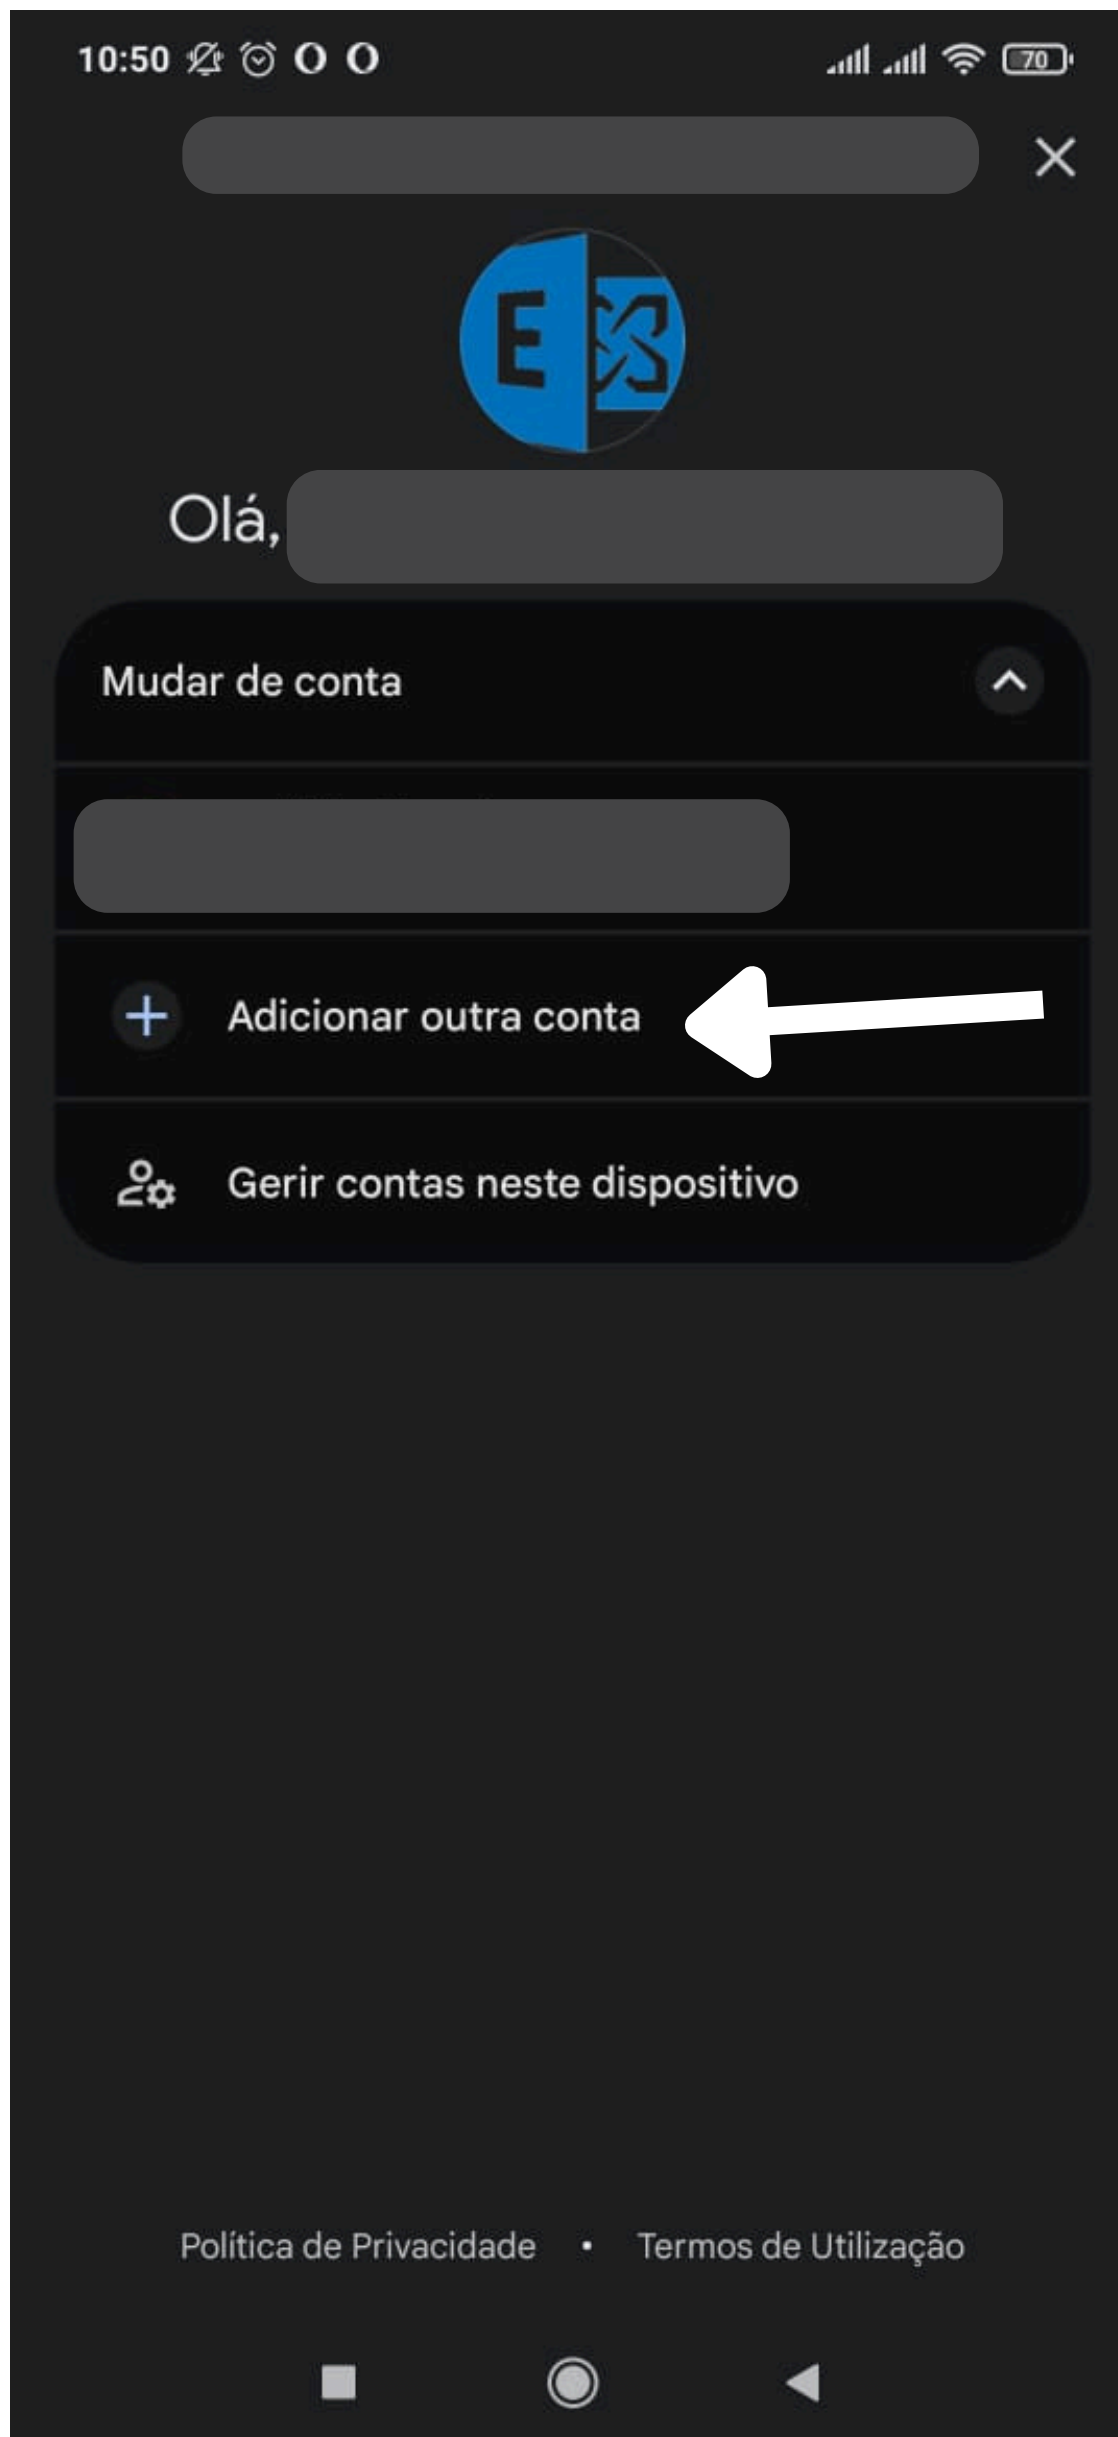 10:50
70
E
Olá,
Mudar de conta
Adicionar outra conta
Gerir contas neste dispositivo
Política de Privacidade • Termos de Utilização